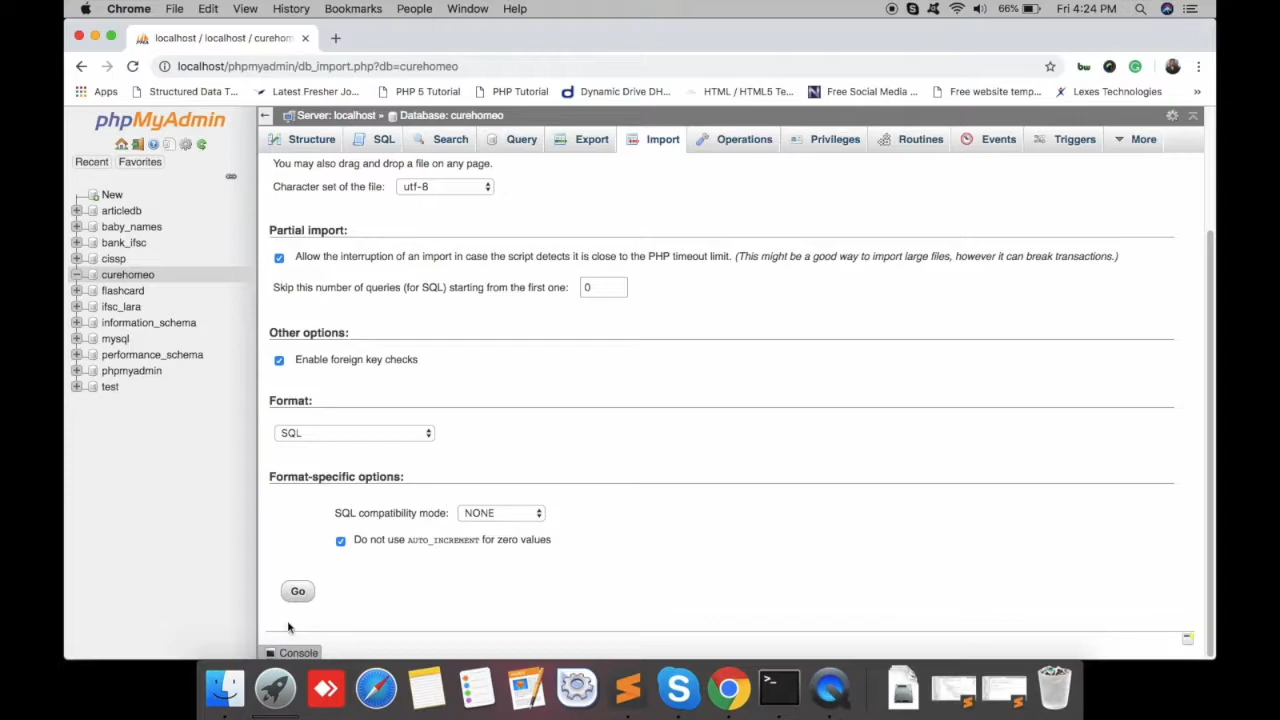 Chrome File Edit View History Bookmarks People Window Help 66% Fri 4:24 PM
localhost / localhost / curehom
localhost/phpmyadmin/db_import.php?db=curehomeo
Apps Structured Data T... Latest Fresher Jo... PHP 5 Tutorial PHP Tutorial Dynamic Drive DH... HTML / HTML5 Te... Free Social Media ... Free website temp... Lexes Technologies »
phpMyAdmin
Server: localhost » Database: curehomeo
Structure SQL Search Query Export Import Operations Privileges Routines Events Triggers More
Recent Favorites
New
articledb
baby_names
bank_ifsc
cissp
curehomeo
flashcard
ifsc_lara
information_schema
mysql
performance_schema
phpmyadmin
test
You may also drag and drop a file on any page.
Character set of the file: utf-8
Partial import:
Allow the interruption of an import in case the script detects it is close to the PHP timeout limit. (This might be a good way to import large files, however it can break transactions.)
Skip this number of queries (for SQL) starting from the first one: 0
Other options:
Enable foreign key checks
Format:
SQL
Format-specific options:
SQL compatibility mode: NONE
Do not use AUTO_INCREMENT for zero values
Go
Console